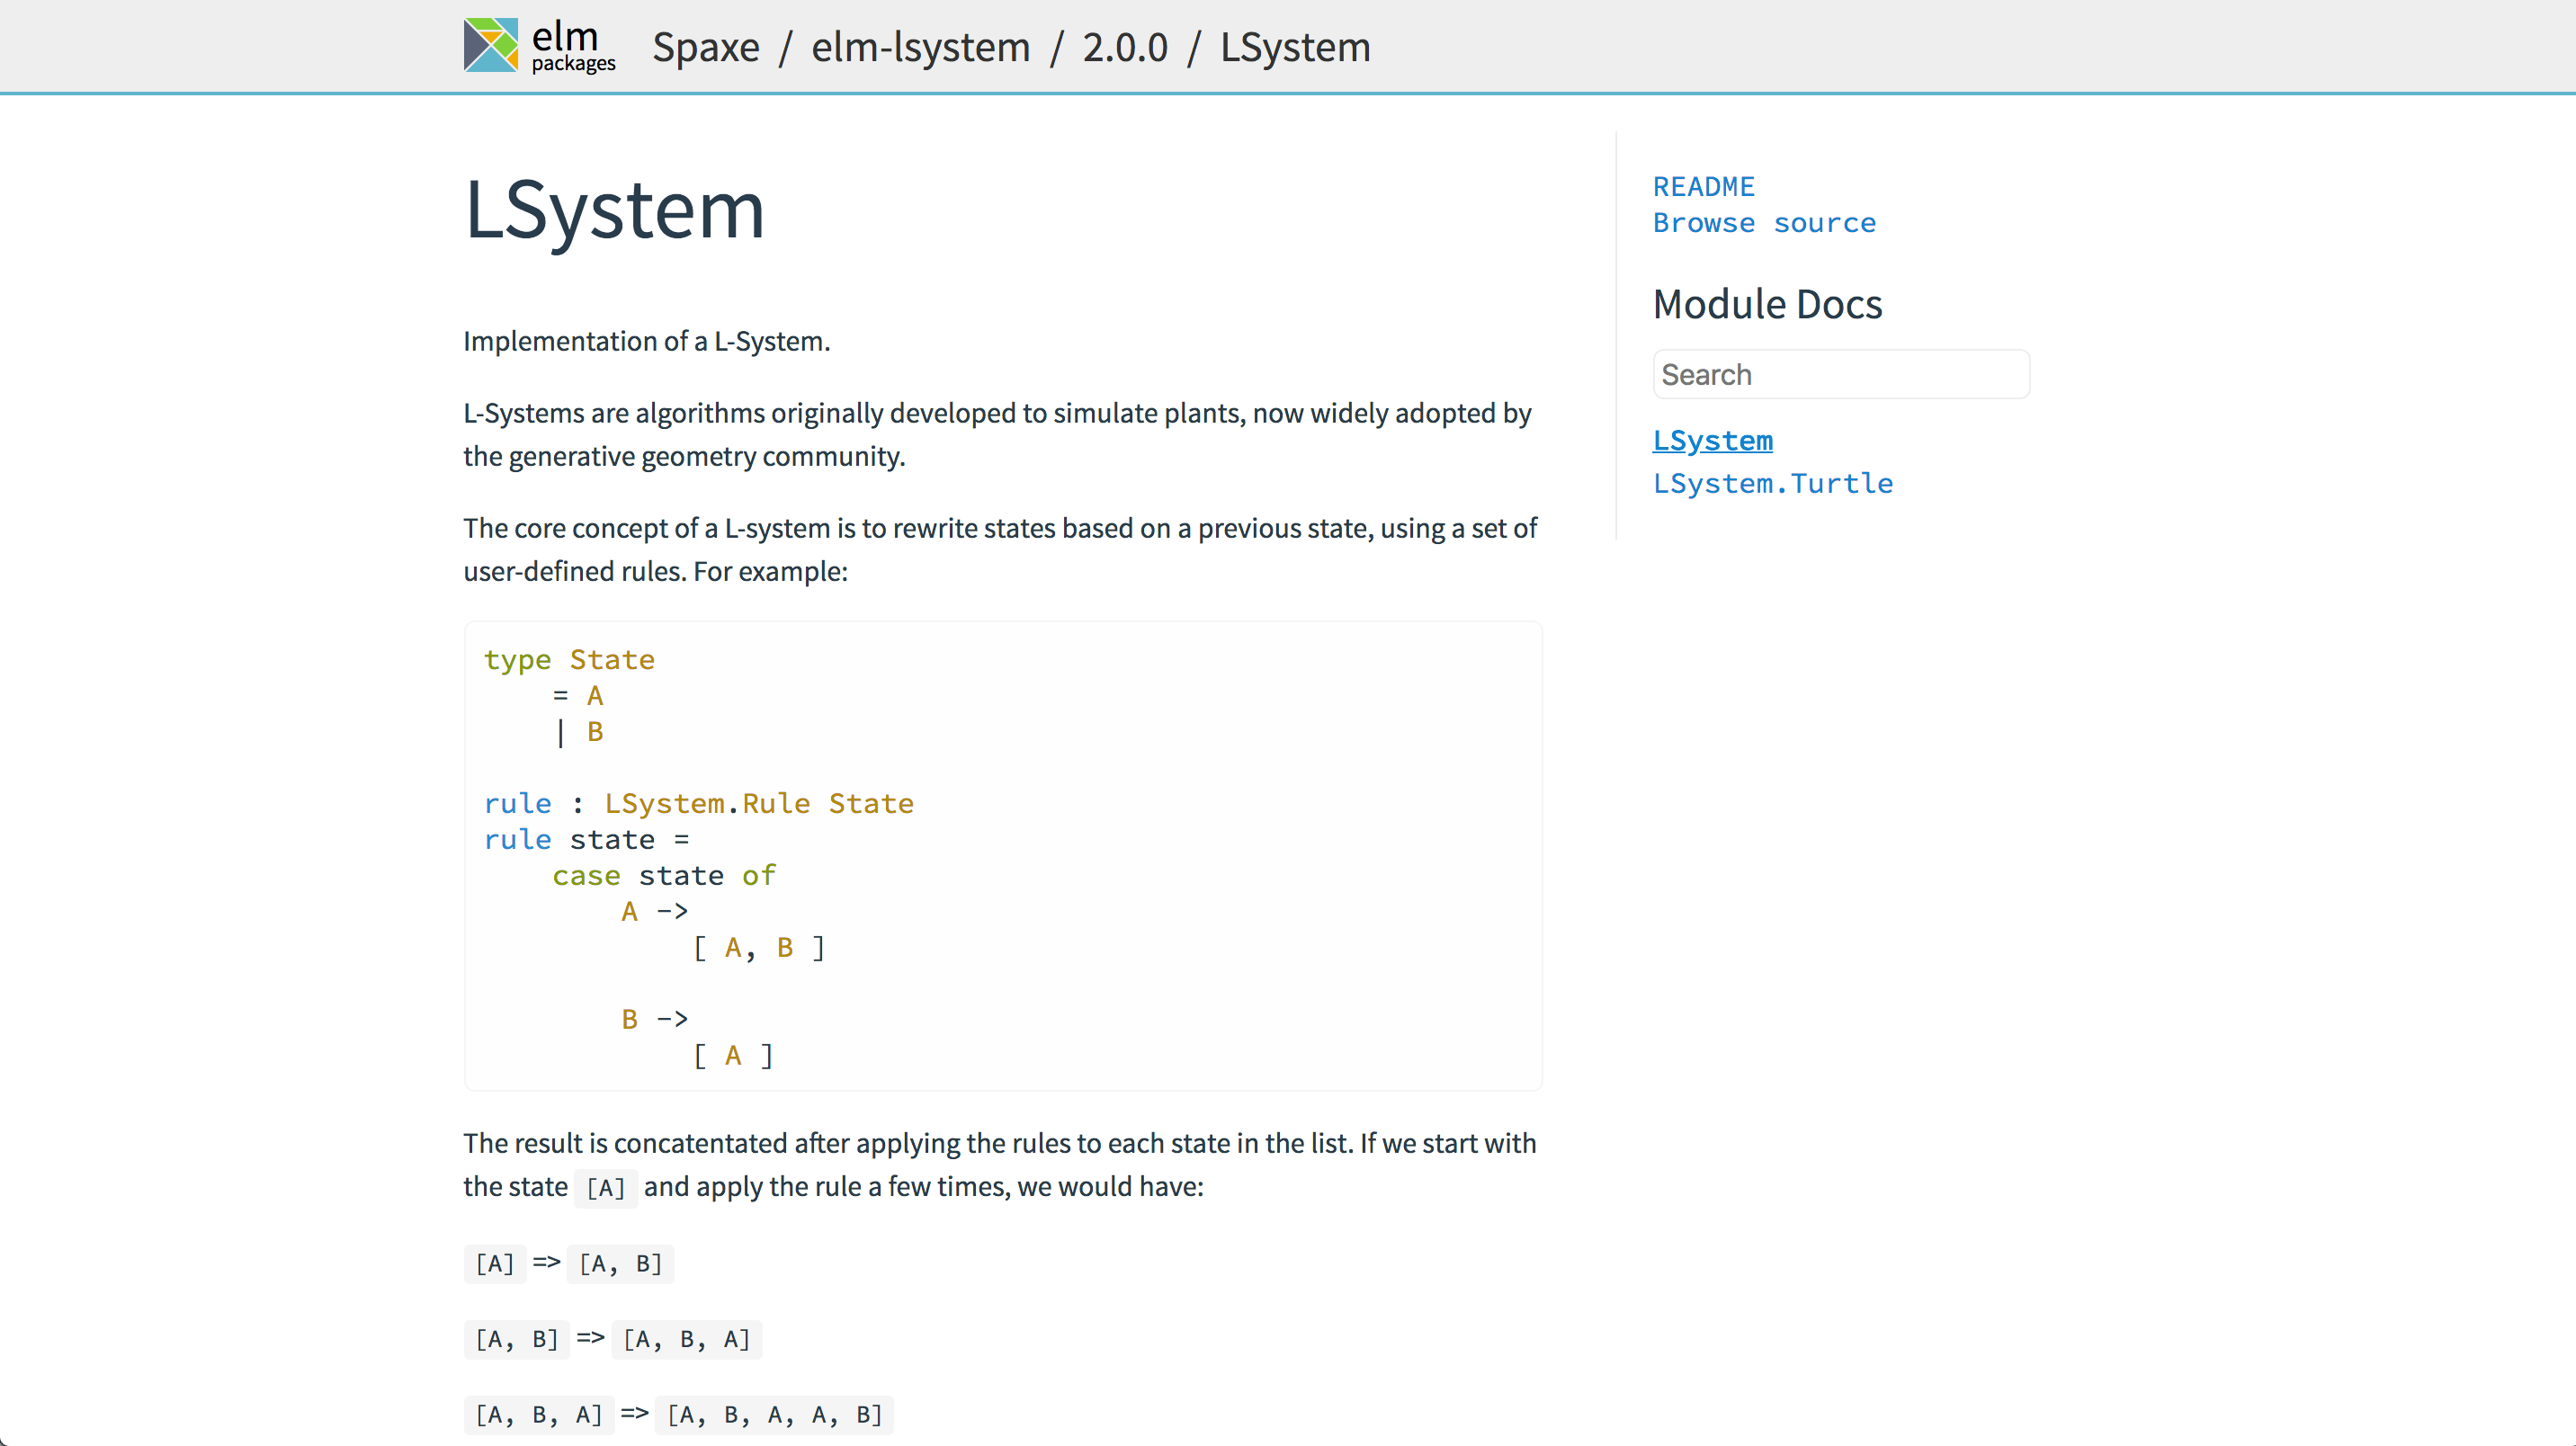 elm
packages
Spaxe / elm-lsystem / 2.0.0 / LSystem
LSystem
Implementation of a L-System.
L-Systems are algorithms originally developed to simulate plants, now widely adopted by
the generative geometry community.
The core concept of a L-system is to rewrite states based on a previous state, using a set of
user-defined rules. For example:
type State
    = A
    | B
rule : LSystem.Rule State
rule state =
    case state of
        A ->
            [ A, B ]
        B ->
            [ A ]
The result is concatentated after applying the rules to each state in the list. If we start with
the state [A] and apply the rule a few times, we would have:
[A] => [A, B]
[A, B] => [A, B, A]
[A, B, A] => [A, B, A, A, B]
README
Browse source
Module Docs
Search
LSystem
LSystem.Turtle